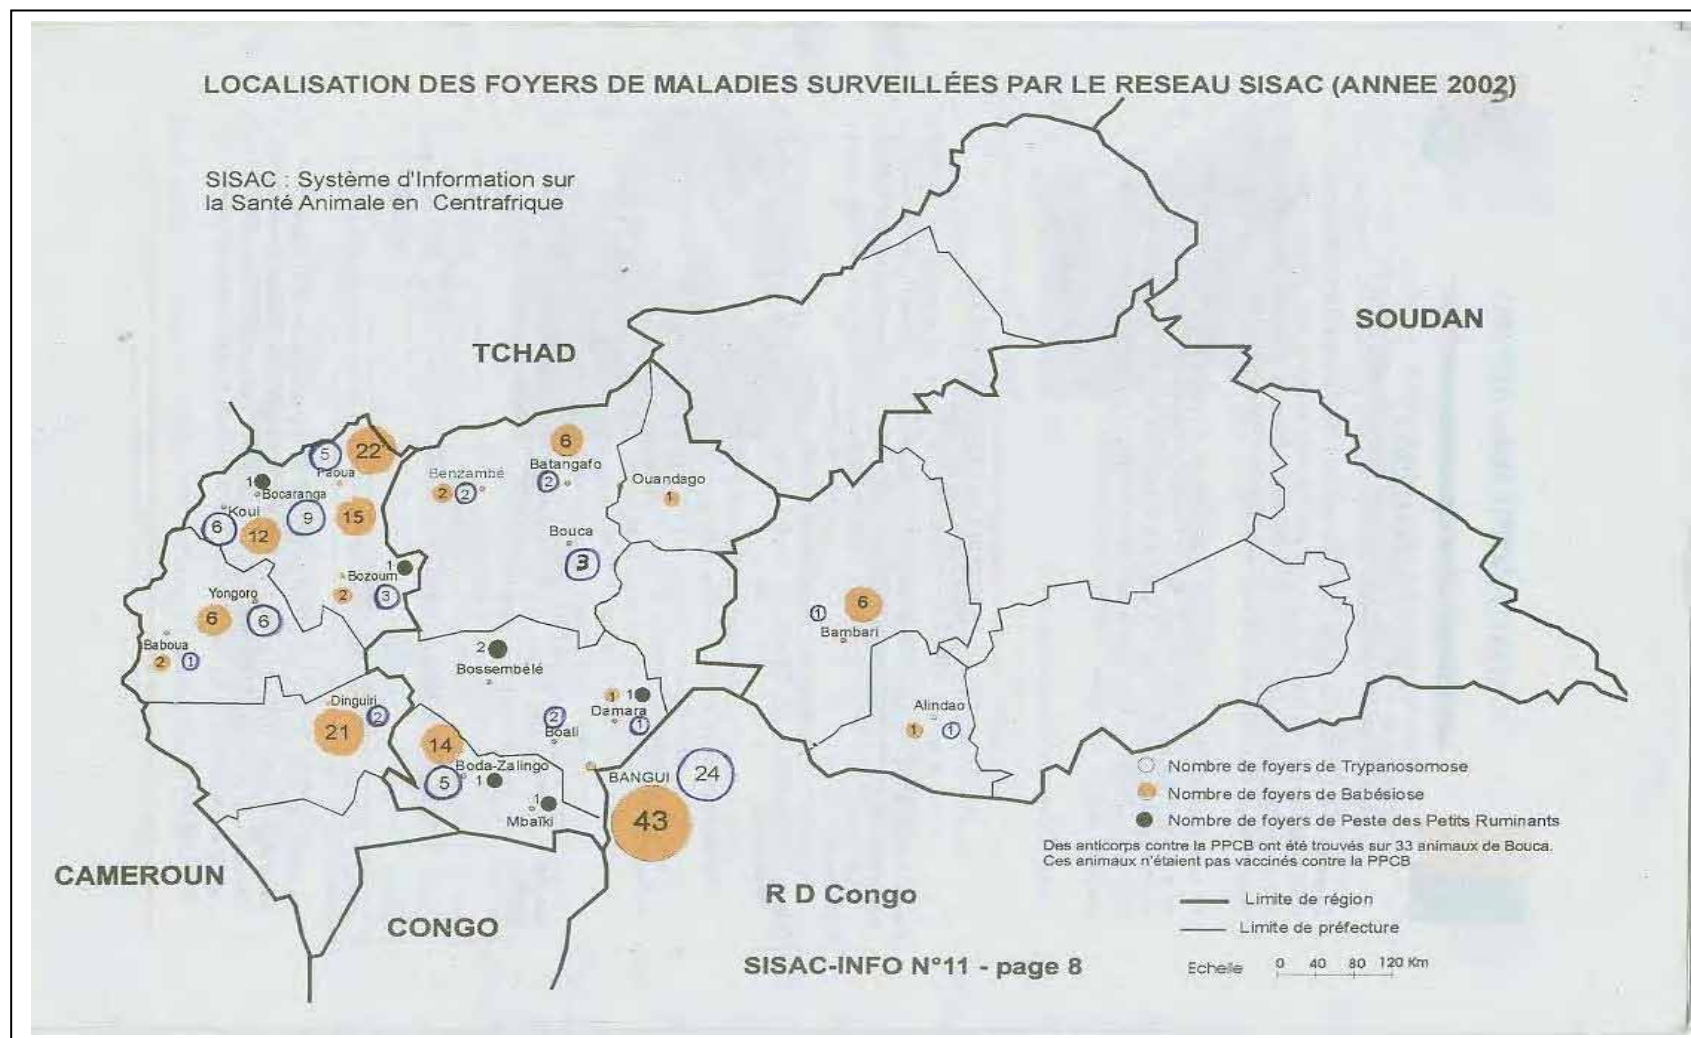 LOCALISATION DES FOYERS DE MALADIES SURVEILLÉES PAR LE RESEAU SISAC (ANNEE 2002)
SISAC : Système d'Information sur
la Santé Animale en Centrafrique
SOUDAN
TCHAD
5
22
Paoua
1
Bocaranga
Koui
6
12
9
15
1
Bozoum
2
3
Yongoro
6
6
Baboua
2
1
Benzambé
2
2
6
Batangafo
2
Ouandago
1
Bouca
3
2
Bossembélé
1
1
Damara
1
2
Boali
Dinguiri
2
21
14
Boda-Zalingo
5
1
1
Mbaïki
BANGUI
24
43
1
6
Bambari
Alindao
1
1
Nombre de foyers de Trypanosomose
Nombre de foyers de Babésiose
Nombre de foyers de Peste des Petits Ruminants
Des anticorps contre la PPCB ont été trouvés sur 33 animaux de Bouca.
Ces animaux n'étaient pas vaccinés contre la PPCB
CAMEROUN
CONGO
R D Congo
Limite de région
Limite de préfecture
SISAC-INFO N°11 - page 8
Echelle 0 40 80 120 Km